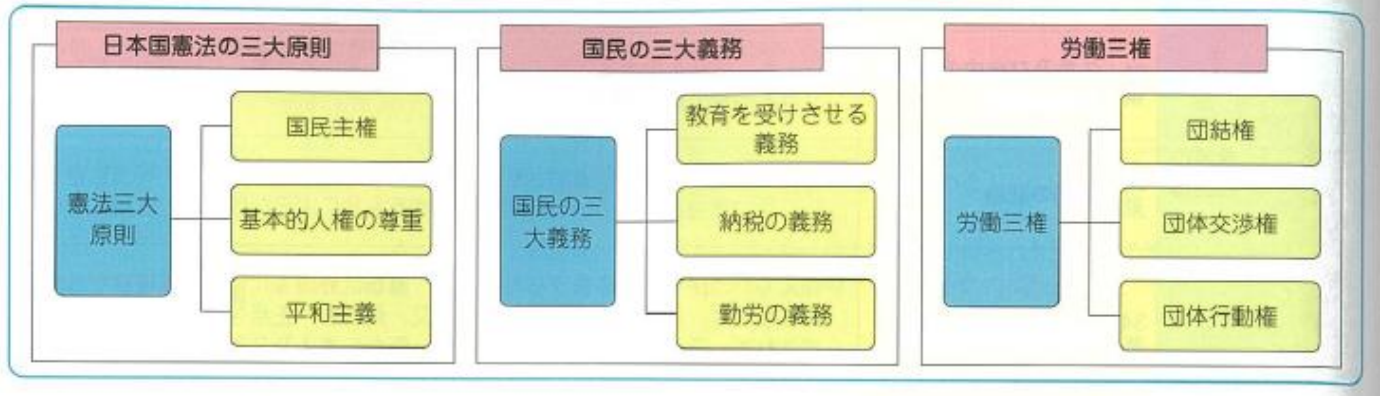 日本国憲法の三大原則
憲法三大
原則
国民主権
基本的人権の尊重
平和主義
国民の三大義務
国民の三
大義務
教育を受けさせる
義務
納税の義務
勤労の義務
労働三権
労働三権
団結権
団体交渉権
団体行動権